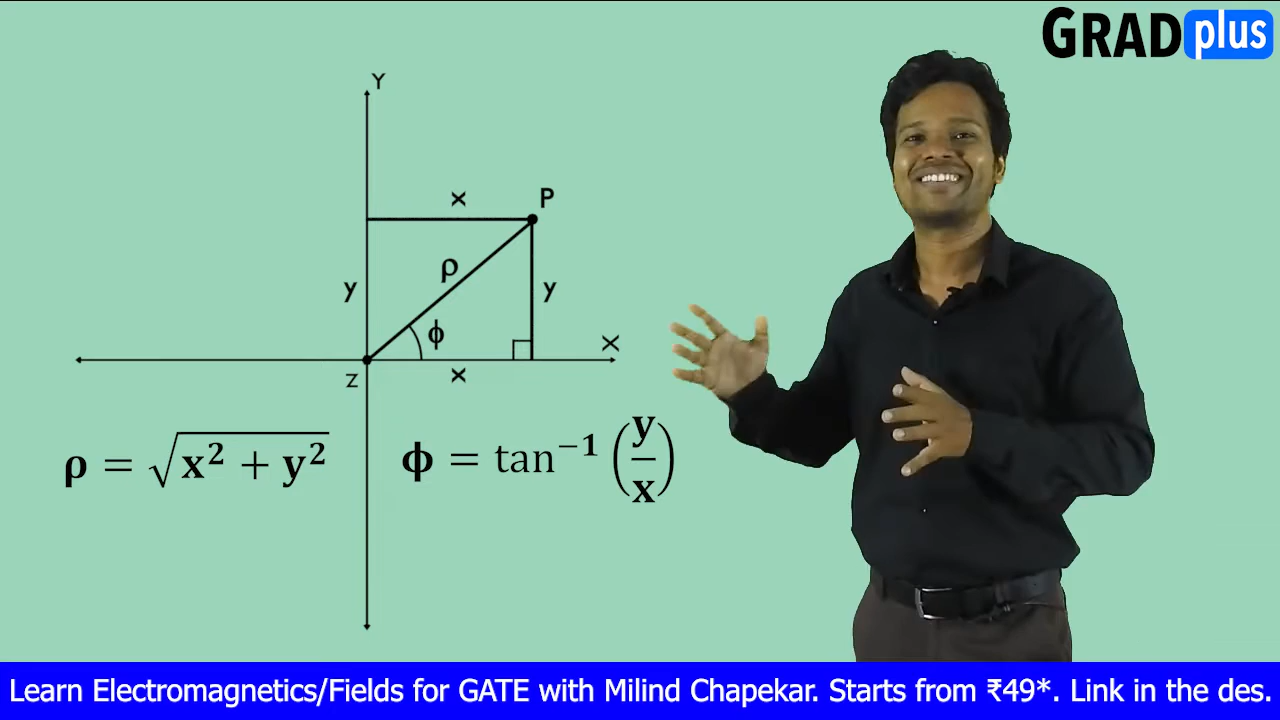 GRADplus
Y
x
P
ρ
y
y
ϕ
X
z
x
ρ = √x² + y²
ϕ = tan⁻¹ (y/x)
Learn Electromagnetics/Fields for GATE with Milind Chapekar. Starts from ₹49*. Link in the des.